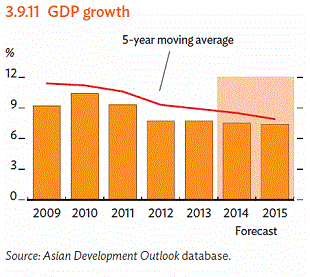 3.9.11 GDP growth
%
5-year moving average
12
9
6
3
0
2009 2010 2011 2012 2013 2014 2015
Forecast
Source: Asian Development Outlook database.